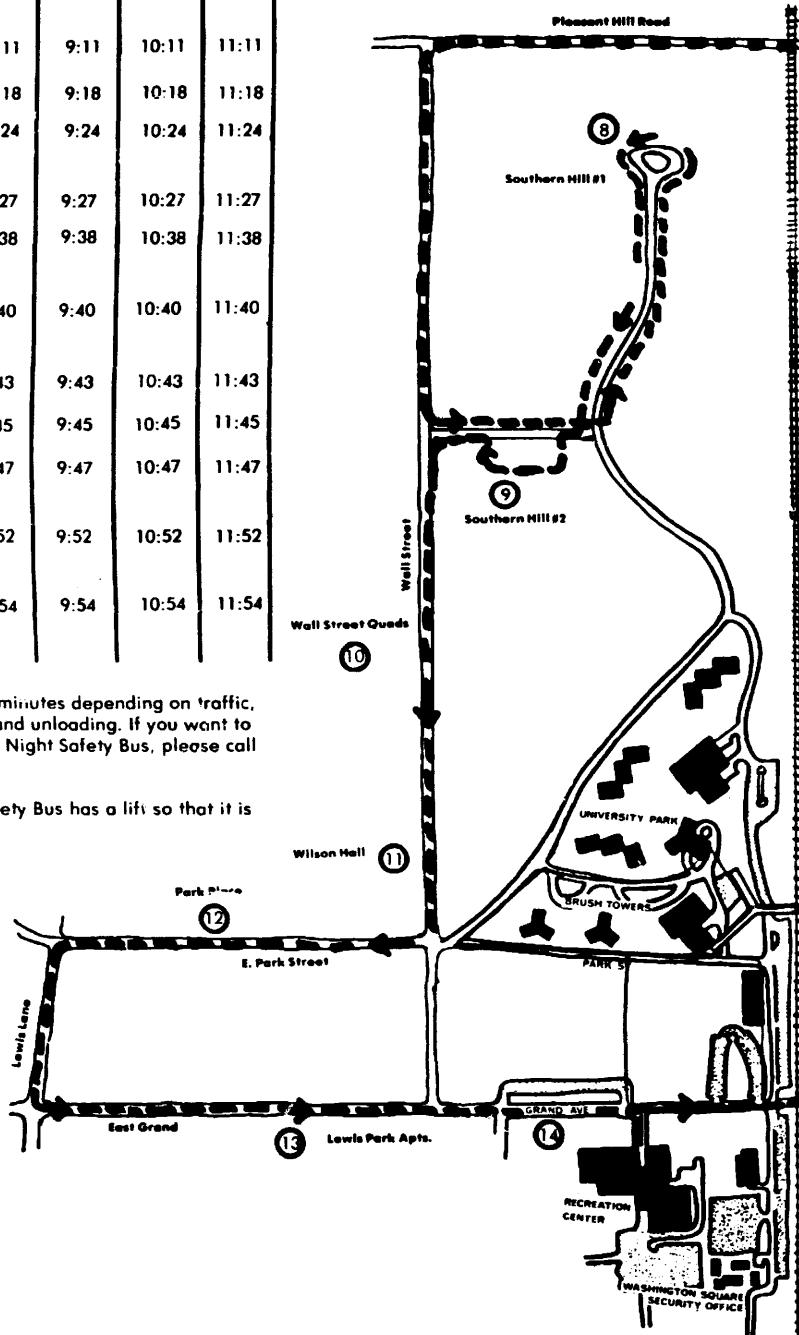 11 9:11 10:11 11:11
18 9:18 10:18 11:18
24 9:24 10:24 11:24
27 9:27 10:27 11:27
38 9:38 10:38 11:38
40 9:40 10:40 11:40
43 9:43 10:43 11:43
45 9:45 10:45 11:45
47 9:47 10:47 11:47
52 9:52 10:52 11:52
54 9:54 10:54 11:54
minutes depending on traffic,
and unloading. If you want to
Night Safety Bus, please call
ety Bus has a lift so that it is
Pleasant Hill Road
8
Southern Hill #1
9
Southern Hill #2
Wall Street
Wall Street Quads
10
UNIVERSITY PARK
Wilson Hall
11
BRUSH TOWERS
Park Place
12
E. Park Street
PARK S
Lewis Lane
East Grand
13
Lewis Park Apts.
GRAND AVE
14
RECREATION
CENTER
WASHINGTON SQUARE
SECURITY OFFICE